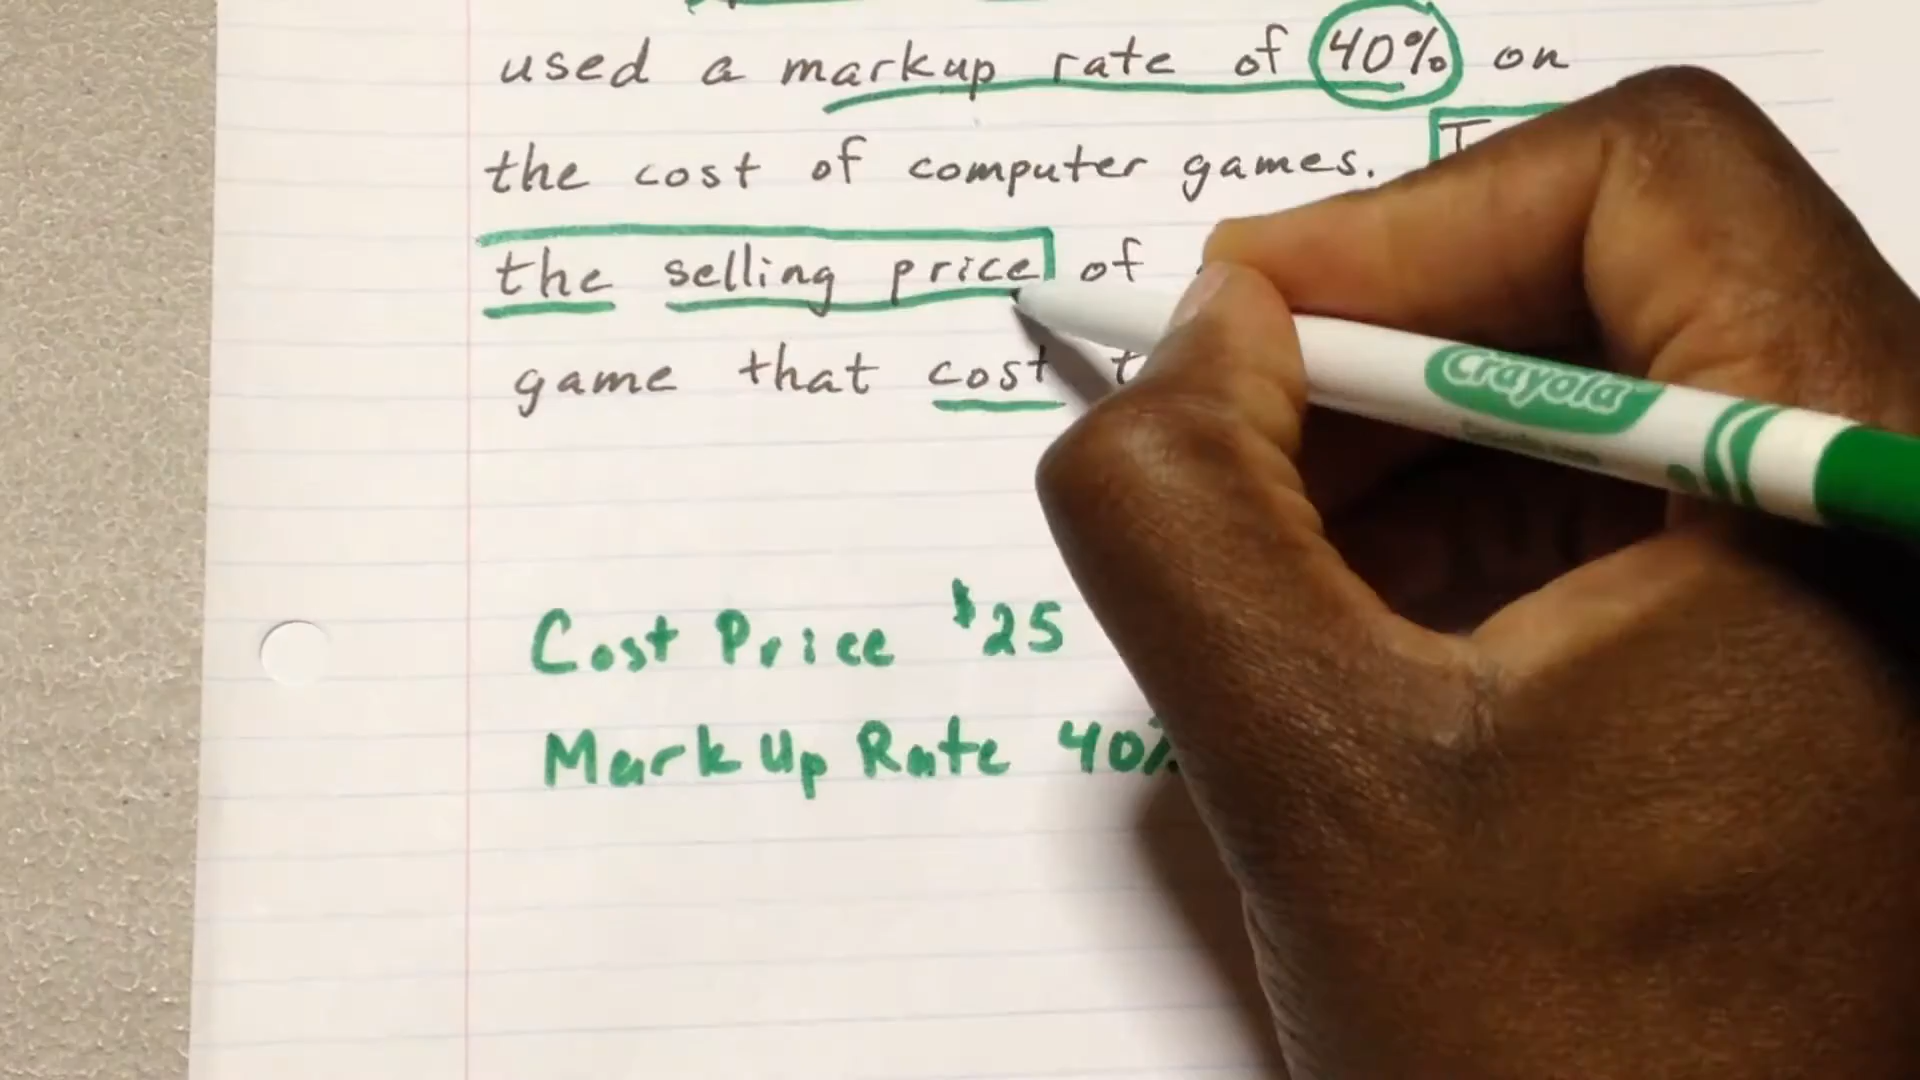 used a markup rate of 40% on
the cost of computer games.
the selling price of
game that cost
Crayola
Cost Price $25
Mark Up Rate 40%